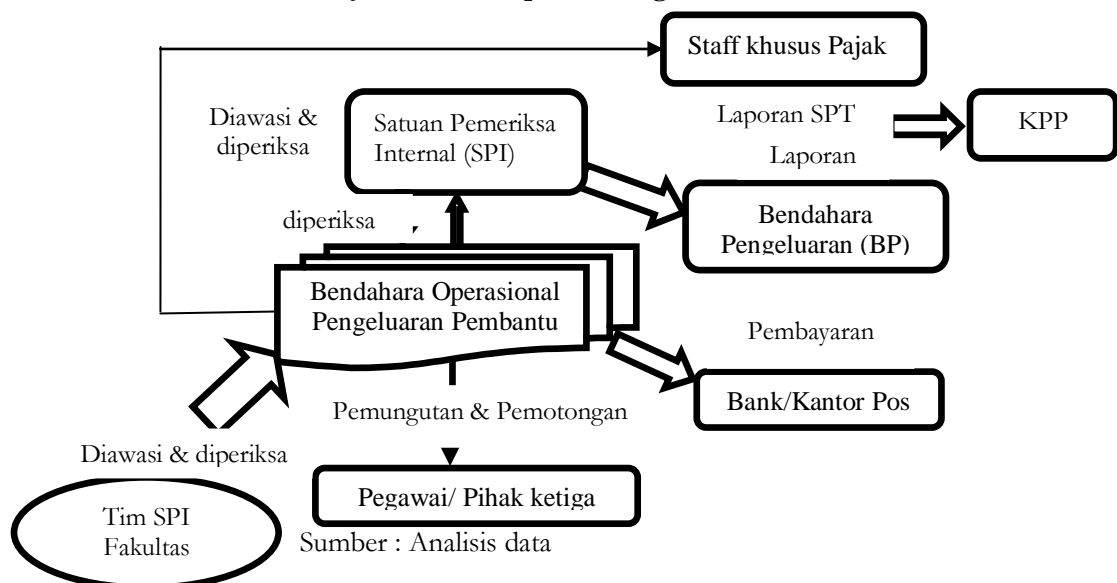 Staff khusus Pajak
Diawasi &
diperiksa
Satuan Pemeriksa
Internal (SPI)
Laporan SPT
KPP
Laporan
Bendahara
Pengeluaran (BP)
diperiksa
Bendahara Operasional
Pengeluaran Pembantu
Pembayaran
Bank/Kantor Pos
Pemungutan & Pemotongan
Diawasi & diperiksa
Pegawai/ Pihak ketiga
Tim SPI
Fakultas
Sumber : Analisis data